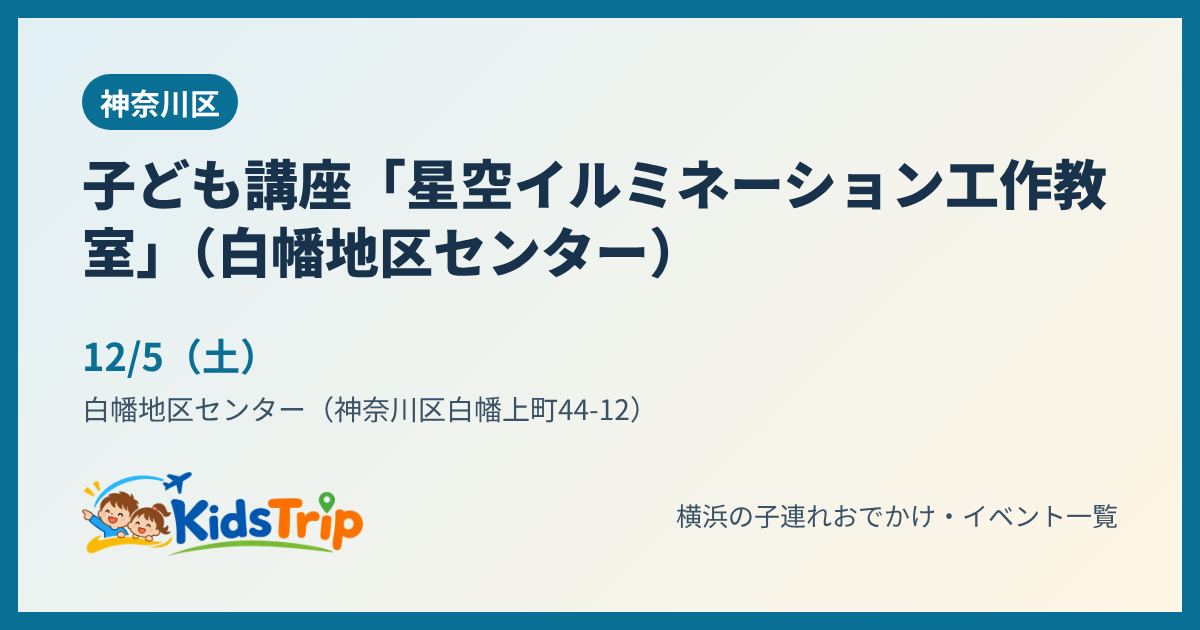 神奈川区
子ども講座「星空イルミネーション工作教
室」（白幡地区センター）
12/5（土）
白幡地区センター（神奈川区白幡上町44-12）
KidsTrip
横浜の子連れおでかけ・イベント一覧